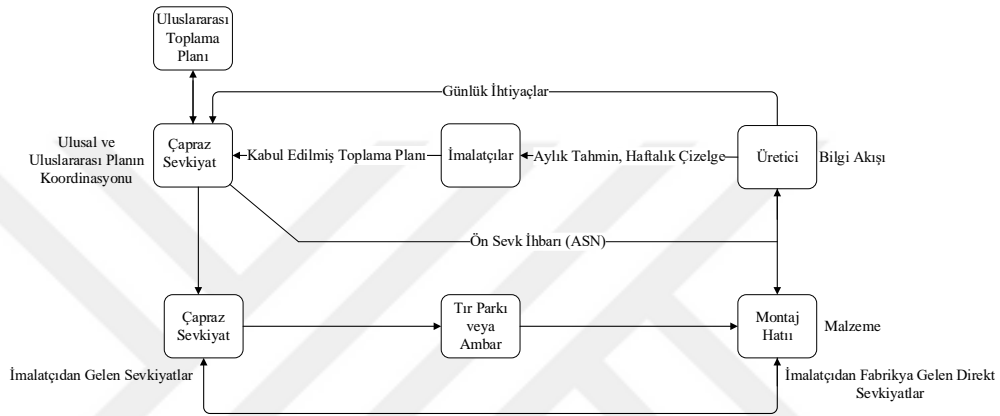 Uluslararası
Toplama
Planı
Günlük İhtiyaçlar
Ulusal ve
Uluslararası Planın
Koordinasyonu
Çapraz
Sevkiyat
Kabul Edilmiş Toplama Planı
İmalatçılar
Aylık Tahmin, Haftalık Çizelge
Üretici
Bilgi Akışı
Ön Sevk İhbarı (ASN)
Çapraz
Sevkiyat
Tır Parkı
veya
Ambar
Montaj
Hatıı
Malzeme
İmalatçıdan Gelen Sevkiyatlar
İmalatçıdan Fabrikya Gelen Direkt
Sevkiyatlar